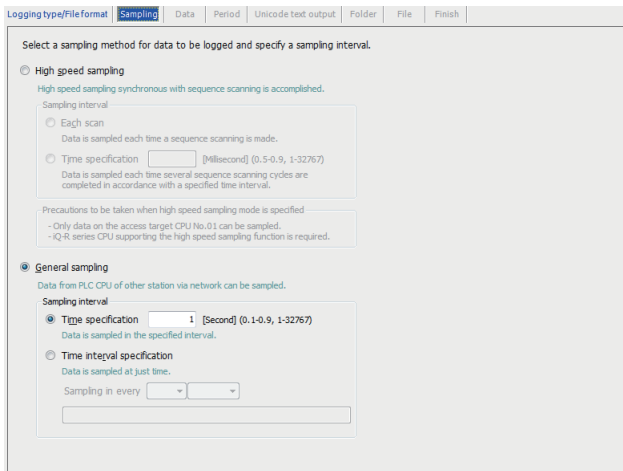 Logging type/File format Sampling Data Period Unicode text output Folder File Finish
Select a sampling method for data to be logged and specify a sampling interval.
High speed sampling
High speed sampling synchronous with sequence scanning is accomplished.
Sampling interval
Each scan
Data is sampled each time a sequence scanning is made.
Time specification [Millisecond] (0.5-0.9, 1-32767)
Data is sampled each time several sequence scanning cycles are
completed in accordance with a specified time interval.
Precautions to be taken when high speed sampling mode is specified
- Only data on the access target CPU No.01 can be sampled.
- iQ-R series CPU supporting the high speed sampling function is required.
General sampling
Data from PLC CPU of other station via network can be sampled.
Sampling interval
Time specification 1 [Second] (0.1-0.9, 1-32767)
Data is sampled in the specified interval.
Time interval specification
Data is sampled at just time.
Sampling in every